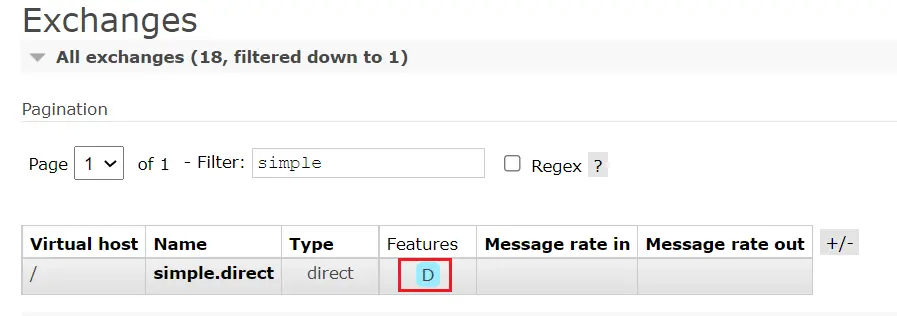 Exchanges
All exchanges (18, filtered down to 1)
Pagination
Page 1 of 1 - Filter: simple Regex ?
Virtual host Name Type Features Message rate in Message rate out +/-
/ simple.direct direct D